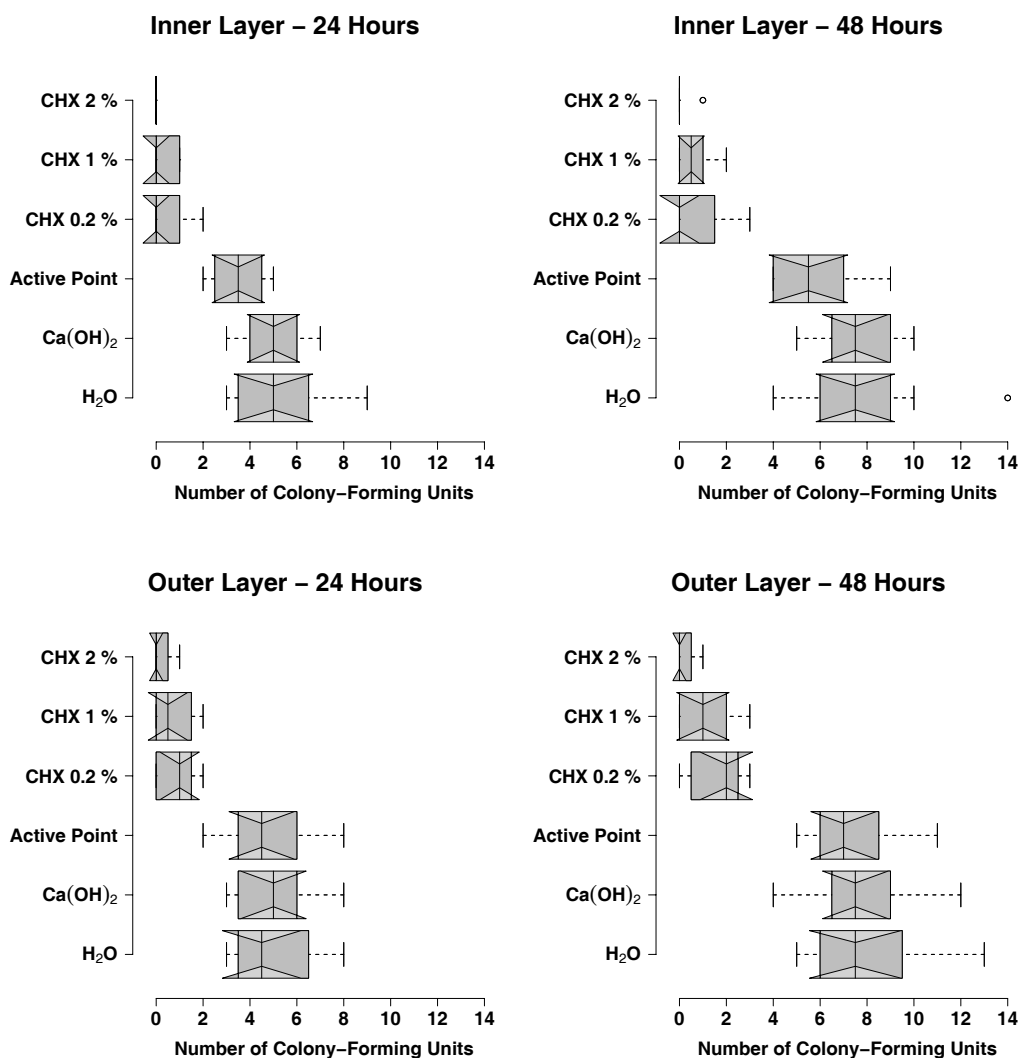 Inner Layer – 24 Hours
CHX 2 %
CHX 1 %
CHX 0.2 %
Active Point
Ca(OH)₂
H₂O
0 2 4 6 8 10 12 14
Number of Colony–Forming Units
Inner Layer – 48 Hours
CHX 2 %
CHX 1 %
CHX 0.2 %
Active Point
Ca(OH)₂
H₂O
0 2 4 6 8 10 12 14
Number of Colony–Forming Units
Outer Layer – 24 Hours
CHX 2 %
CHX 1 %
CHX 0.2 %
Active Point
Ca(OH)₂
H₂O
0 2 4 6 8 10 12 14
Number of Colony–Forming Units
Outer Layer – 48 Hours
CHX 2 %
CHX 1 %
CHX 0.2 %
Active Point
Ca(OH)₂
H₂O
0 2 4 6 8 10 12 14
Number of Colony–Forming Units